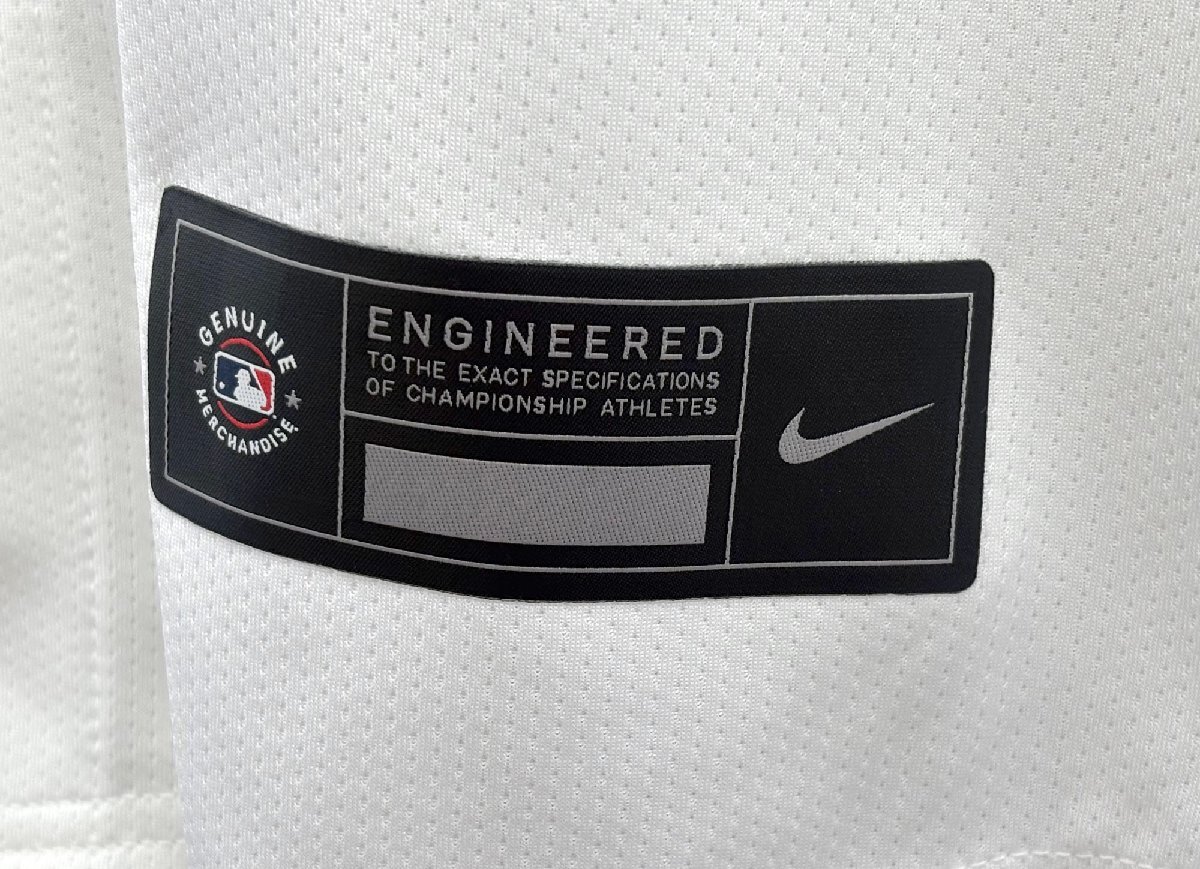 GENUINE
MERCHANDISE
ENGINEERED
TO THE EXACT SPECIFICATIONS
OF CHAMPIONSHIP ATHLETES